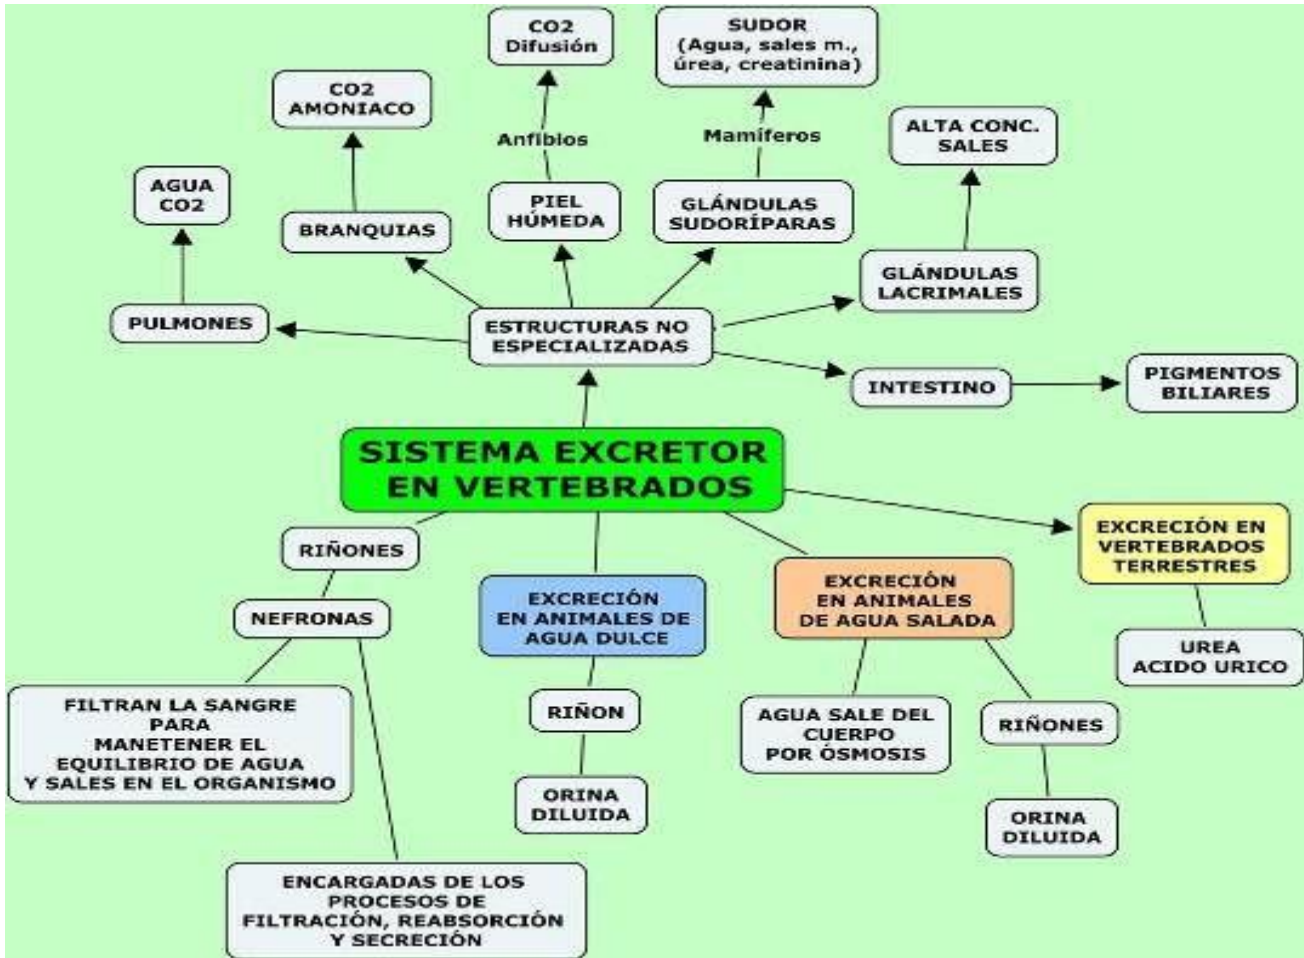 CO2
Difusión
SUDOR
(Agua, sales m.,
úrea, creatinina)
CO2
AMONIACO
ALTA CONC.
SALES
Anfibios
Mamíferos
AGUA
CO2
PIEL
HÚMEDA
GLÁNDULAS
SUDORÍPARAS
BRANQUIAS
GLÁNDULAS
LACRIMALES
PULMONES
ESTRUCTURAS NO
ESPECIALIZADAS
INTESTINO
PIGMENTOS
BILIARES
SISTEMA EXCRETOR
EN VERTEBRADOS
RIÑONES
NEFRONAS
FILTRAN LA SANGRE
PARA
MANETENER EL
EQUILIBRIO DE AGUA
Y SALES EN EL ORGANISMO
ENCARGADAS DE LOS
PROCESOS DE
FILTRACIÓN, REABSORCIÓN
Y SECRECIÓN
EXCRECIÓN
EN ANIMALES DE
AGUA DULCE
RIÑON
ORINA
DILUIDA
EXCRECIÓN
EN ANIMALES
DE AGUA SALADA
AGUA SALE DEL
CUERPO
POR ÓSMOSIS
RIÑONES
ORINA
DILUIDA
EXCRECIÓN EN
VERTEBRADOS
TERRESTRES
UREA
ACIDO URICO